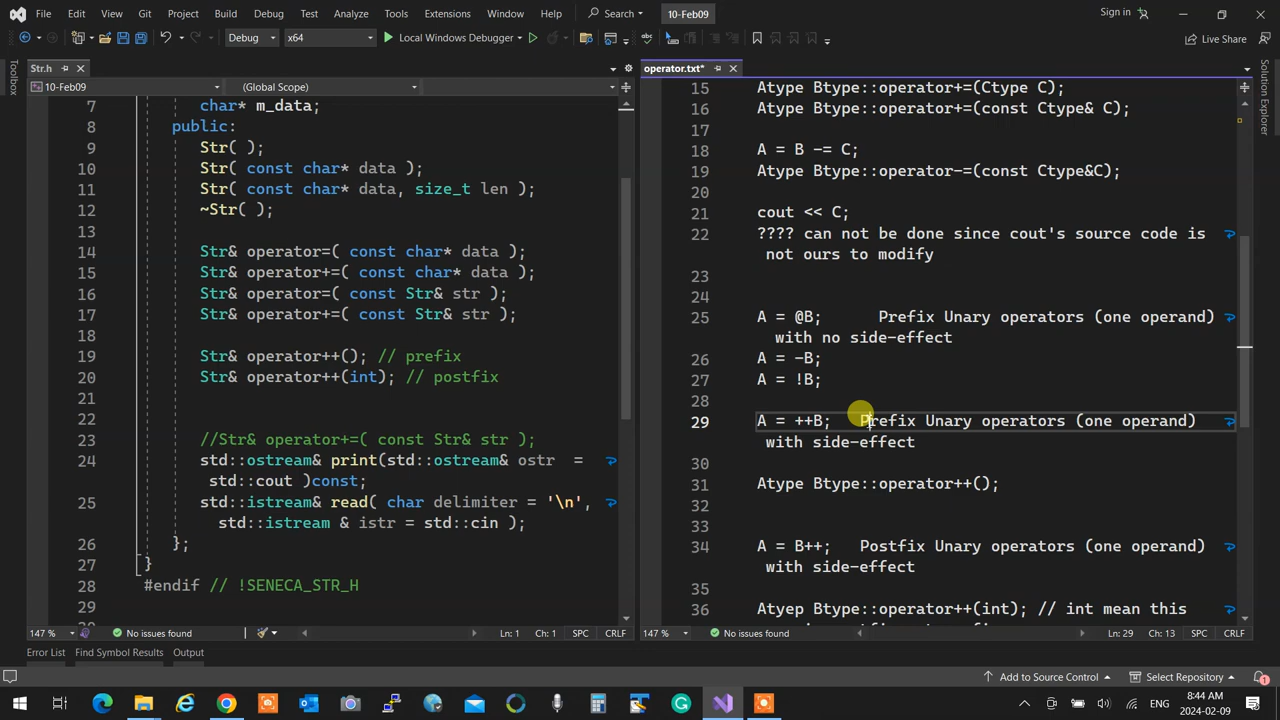 File Edit View Git Project Build Debug Test Analyze Tools Extensions Window Help Search 10-Feb09 Sign in
Debug x64 Local Windows Debugger Live Share
Toolbox
Str.h
10-Feb09 (Global Scope)
7 char* m_data;
8 public:
9 Str( );
10 Str( const char* data );
11 Str( const char* data, size_t len );
12 ~Str( );
13
14 Str& operator=( const char* data );
15 Str& operator+=( const char* data );
16 Str& operator=( const Str& str );
17 Str& operator+=( const Str& str );
18
19 Str& operator++(); // prefix
20 Str& operator++(int); // postfix
21
22
23 //Str& operator+=( const Str& str );
24 std::ostream& print(std::ostream& ostr =
std::cout )const;
25 std::istream& read( char delimiter = '\n',
std::istream & istr = std::cin );
26 };
27 }
28 #endif // !SENECA_STR_H
29
147 % No issues found Ln: 1 Ch: 1 SPC CRLF
operator.txt*
15 Atype Btype::operator+=(Ctype C);
16 Atype Btype::operator+=(const Ctype& C);
17
18 A = B -= C;
19 Atype Btype::operator-=(const Ctype&C);
20
21 cout << C;
22 ???? can not be done since cout's source code is
not ours to modify
23
24
25 A = @B; Prefix Unary operators (one operand)
with no side-effect
26 A = -B;
27 A = !B;
28
29 A = ++B; Prefix Unary operators (one operand)
with side-effect
30
31 Atype Btype::operator++();
32
33
34 A = B++; Postfix Unary operators (one operand)
with side-effect
35
36 Atyep Btype::operator++(int); // int mean this
147 % No issues found Ln: 29 Ch: 13 SPC CRLF
Solution Explorer
Error List Find Symbol Results Output
Add to Source Control Select Repository 1
ENG 8:44 AM
2024-02-09